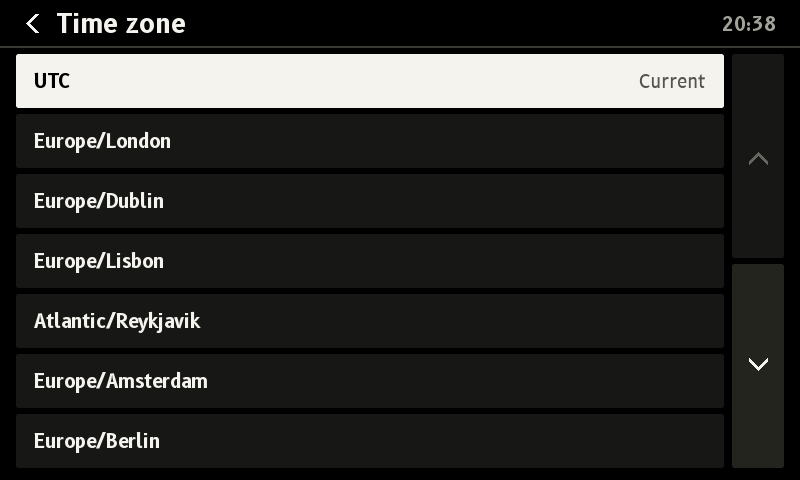 Time zone
20:38
UTC
Current
Europe/London
Europe/Dublin
Europe/Lisbon
Atlantic/Reykjavik
Europe/Amsterdam
Europe/Berlin